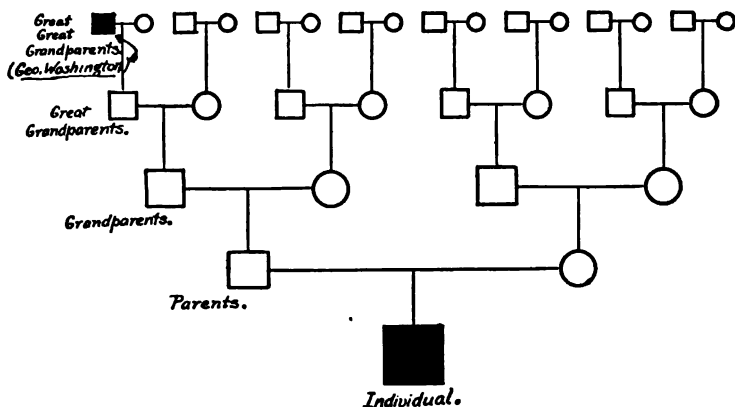 Great
Great
Grandparents
(Geo. Washington)
Great
Grandparents.
Grandparents.
Parents.
Individual.